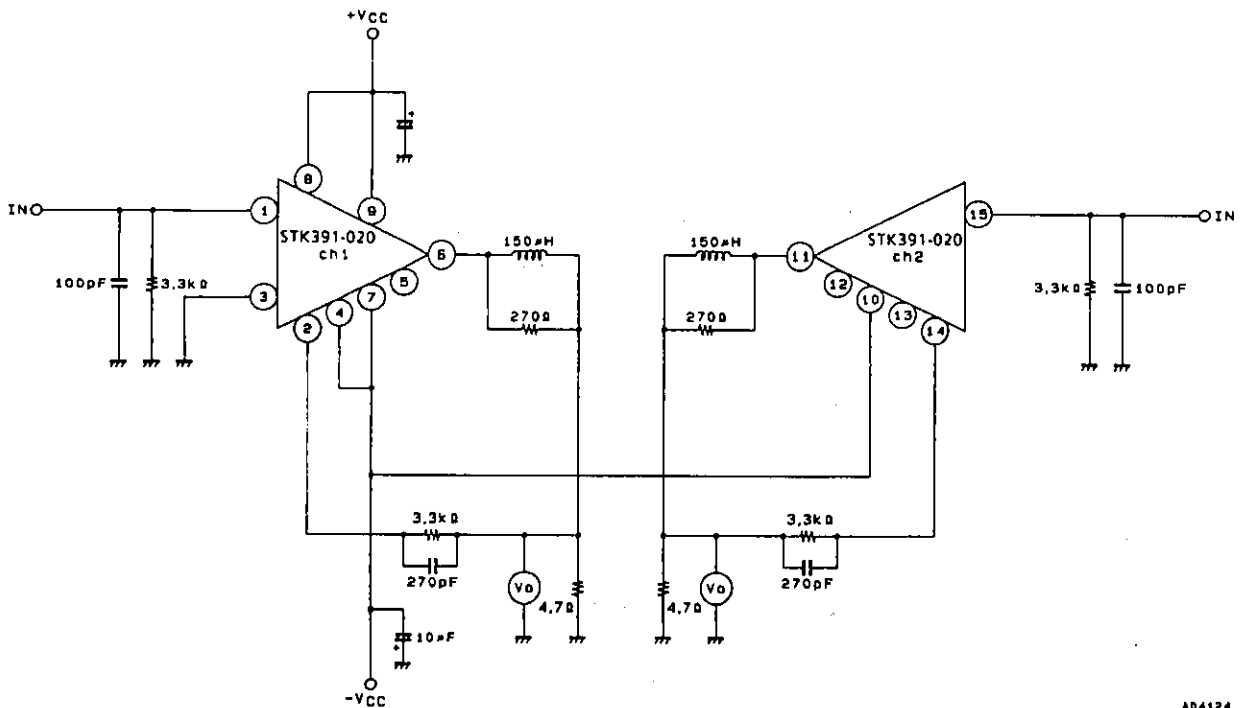 +VCC
8
9
IN
1
STK391-020
ch1
6
150μH
5
7
4
3
2
100pF
3,3kΩ
270Ω
150μH
11
STK391-020
ch2
15
IN
12
10
13
14
270Ω
3,3kΩ
100pF
3,3kΩ
270pF
Vo
4,7Ω
4,7Ω
Vo
3,3kΩ
270pF
10μF
-VCC
AD4124